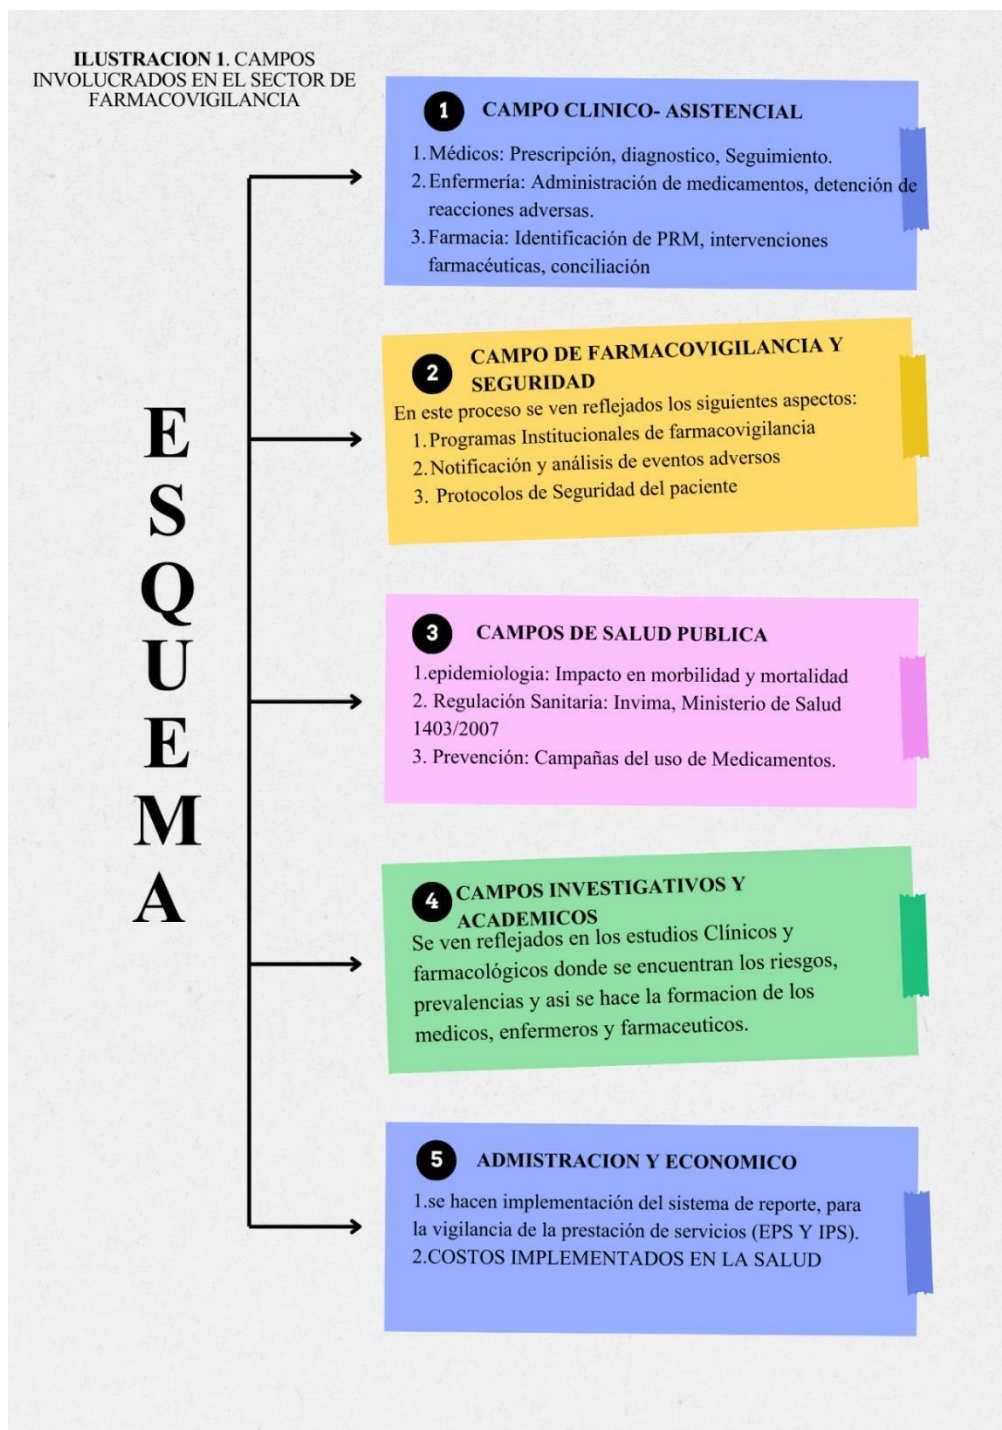 ILUSTRACION 1. CAMPOS
INVOLUCRADOS EN EL SECTOR DE
FARMACOVIGILANCIA
ESQUEMA
1 CAMPO CLINICO- ASISTENCIAL
1. Médicos: Prescripción, diagnostico, Seguimiento.
2. Enfermería: Administración de medicamentos, detención de
reacciones adversas.
3. Farmacia: Identificación de PRM, intervenciones
farmacéuticas, conciliación
2 CAMPO DE FARMACOVIGILANCIA Y
SEGURIDAD
En este proceso se ven reflejados los siguientes aspectos:
1. Programas Institucionales de farmacovigilancia
2. Notificación y análisis de eventos adversos
3. Protocolos de Seguridad del paciente
3 CAMPOS DE SALUD PUBLICA
1.epidemiologia: Impacto en morbilidad y mortalidad
2. Regulación Sanitaria: Invima, Ministerio de Salud
1403/2007
3. Prevención: Campañas del uso de Medicamentos.
4 CAMPOS INVESTIGATIVOS Y
ACADEMICOS
Se ven reflejados en los estudios Clínicos y
farmacológicos donde se encuentran los riesgos,
prevalencias y asi se hace la formacion de los
medicos, enfermeros y farmaceuticos.
5 ADMISTRACION Y ECONOMICO
1.se hacen implementación del sistema de reporte, para
la vigilancia de la prestación de servicios (EPS Y IPS).
2.COSTOS IMPLEMENTADOS EN LA SALUD